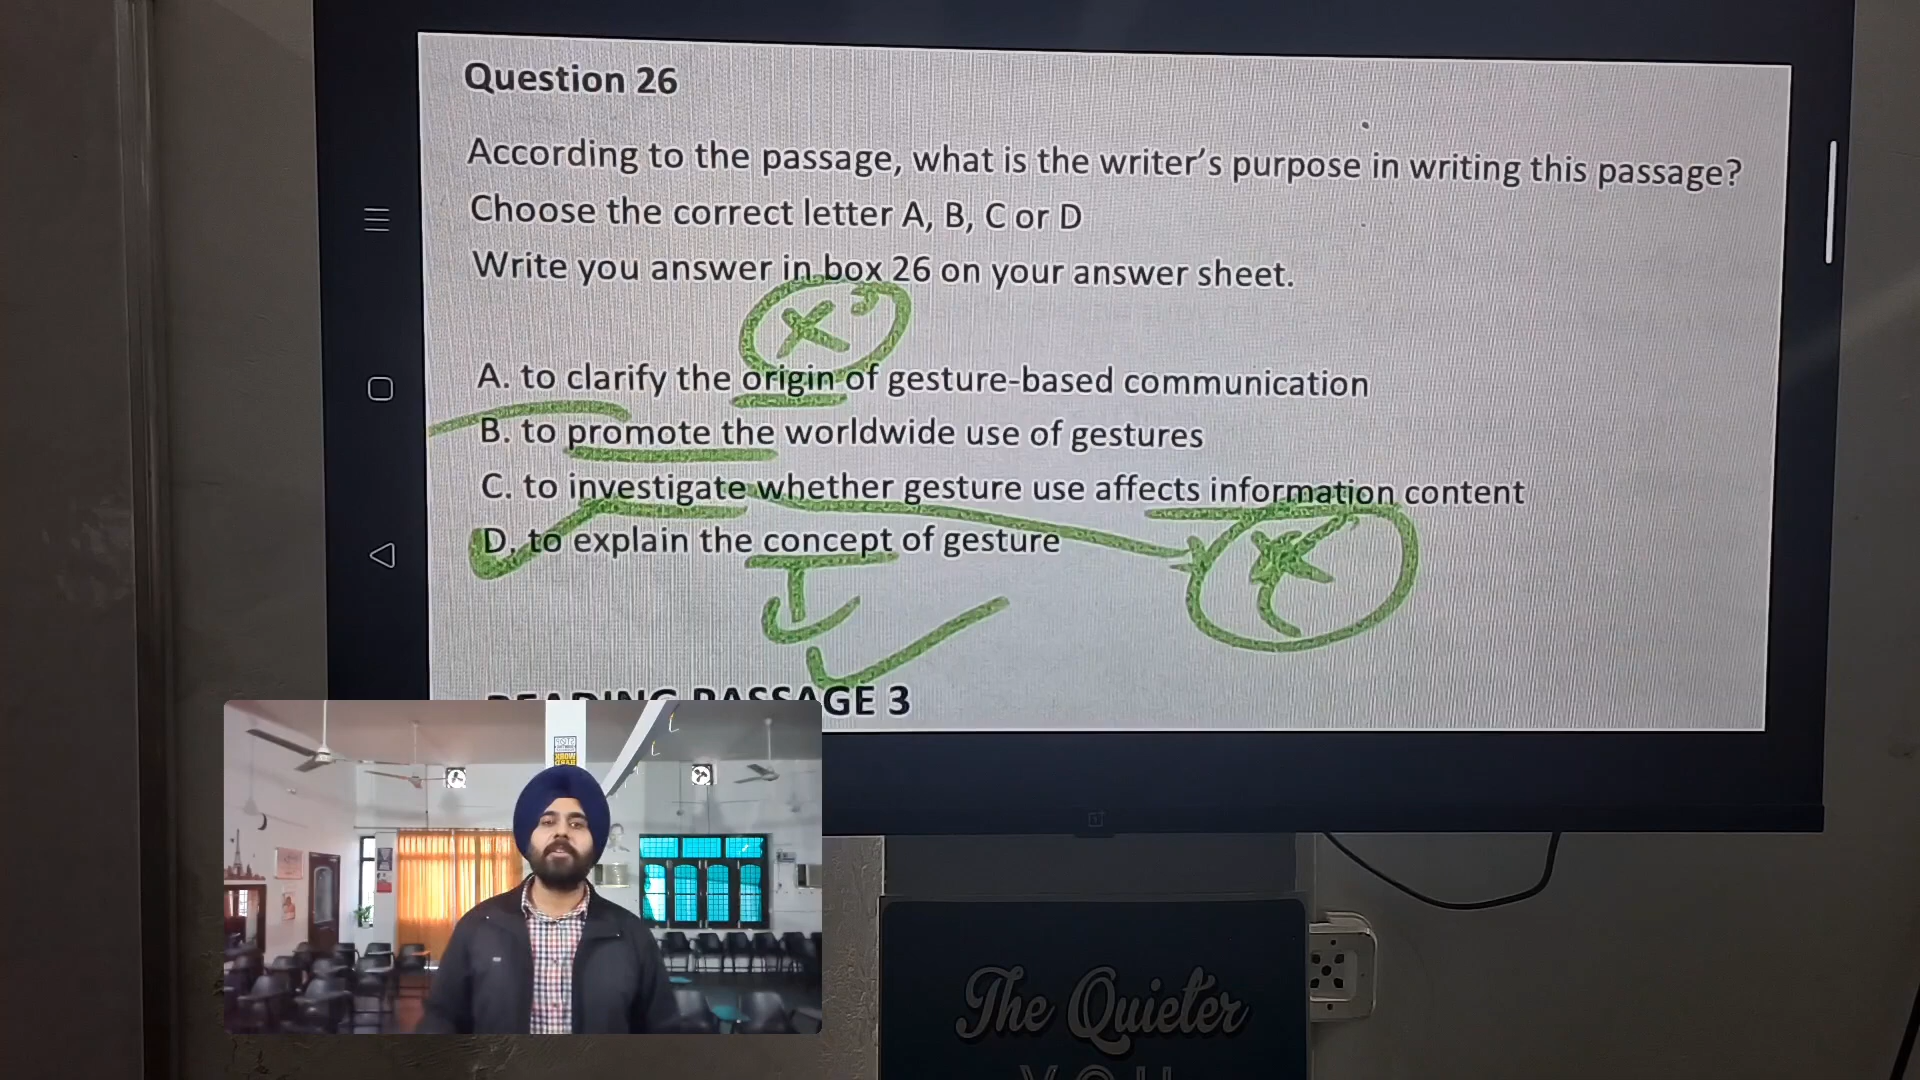 Question 26
According to the passage, what is the writer's purpose in writing this passage?
Choose the correct letter A, B, C or D
Write you answer in box 26 on your answer sheet.
A. to clarify the origin of gesture-based communication
B. to promote the worldwide use of gestures
C. to investigate whether gesture use affects information content
D. to explain the concept of gesture
READING PASSAGE 3
The Quieter
YOU